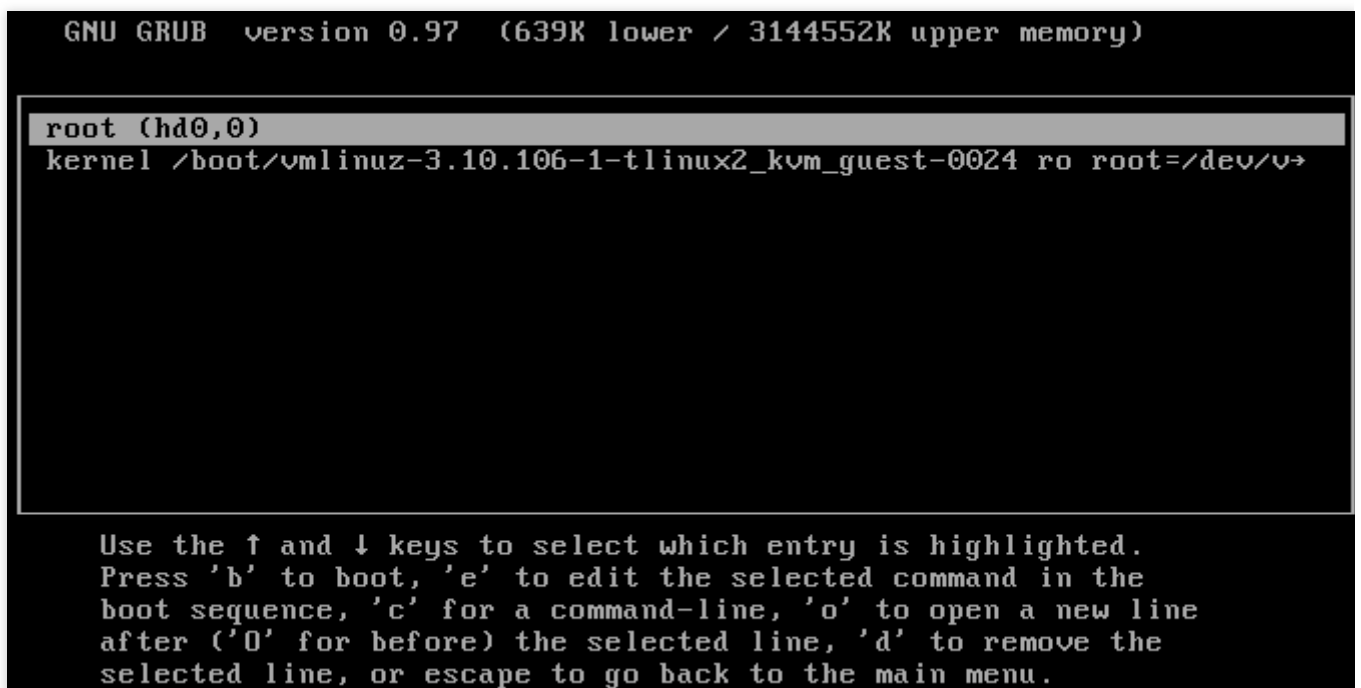 GNU GRUB version 0.97 (639K lower / 3144552K upper memory)
root (hd0,0)
kernel /boot/vmlinuz-3.10.106-1-tlinux2_kvm_guest-0024 ro root=/dev/v→
Use the ↑ and ↓ keys to select which entry is highlighted.
Press 'b' to boot, 'e' to edit the selected command in the
boot sequence, 'c' for a command-line, 'o' to open a new line
after ('O' for before) the selected line, 'd' to remove the
selected line, or escape to go back to the main menu.